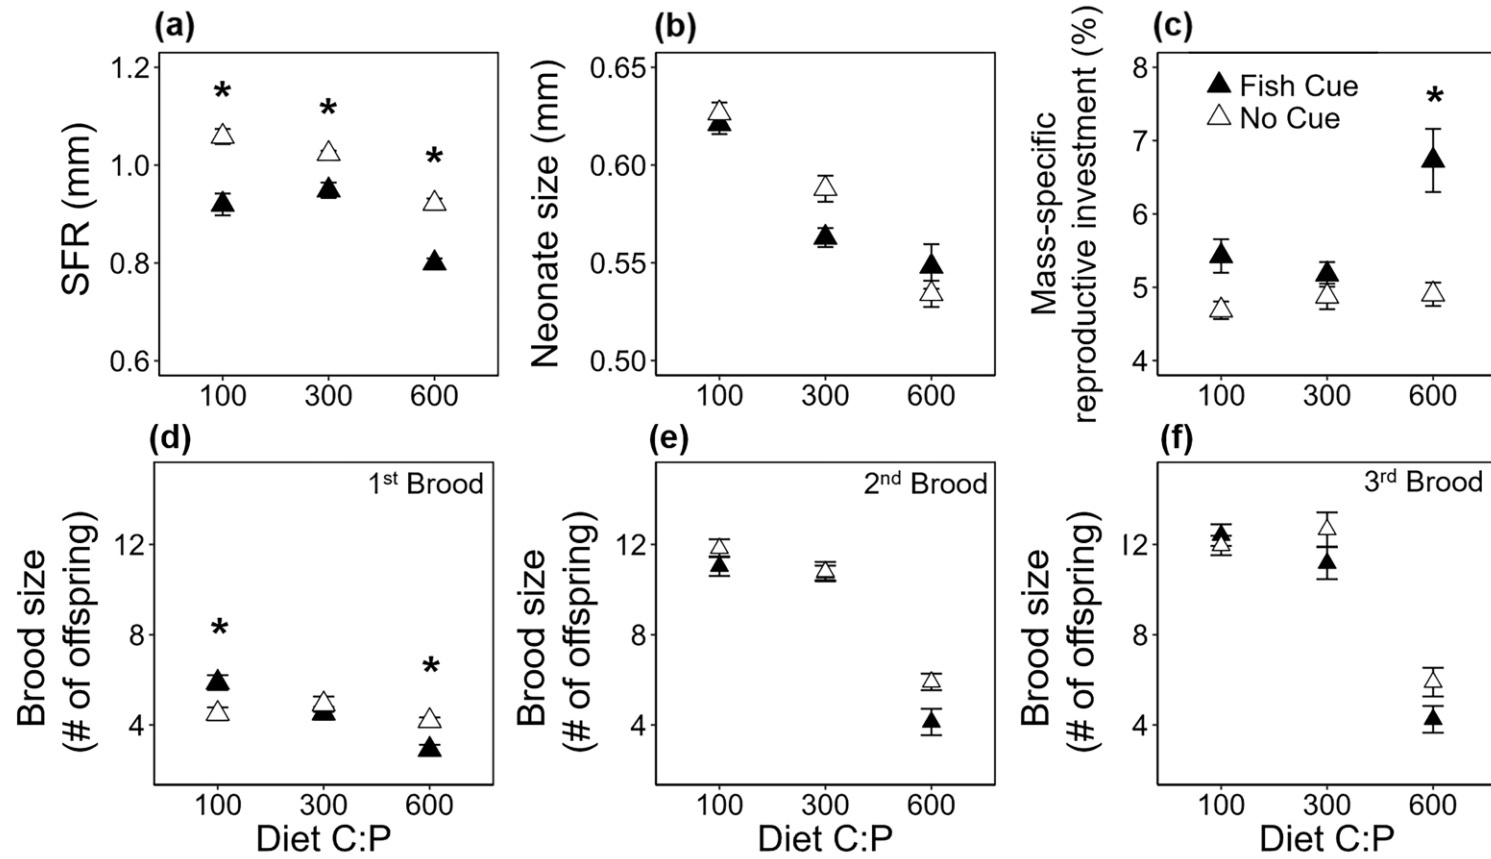 (a)
SFR (mm)
1.2
1.0
0.8
0.6
*
*
*
100 300 600
(b)
Neonate size (mm)
0.65
0.60
0.55
0.50
100 300 600
(c)
Mass-specific
reproductive investment (%)
8
7
6
5
4
Fish Cue
No Cue
*
100 300 600
(d)
Brood size
(# of offspring)
12
8
4
1st Brood
*
*
100 300 600
Diet C:P
(e)
Brood size
(# of offspring)
12
8
4
2nd Brood
100 300 600
Diet C:P
(f)
Brood size
(# of offspring)
12
8
4
3rd Brood
100 300 600
Diet C:P